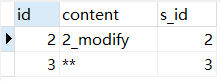 id content s_id
2 2_modify 2
3 ** 3